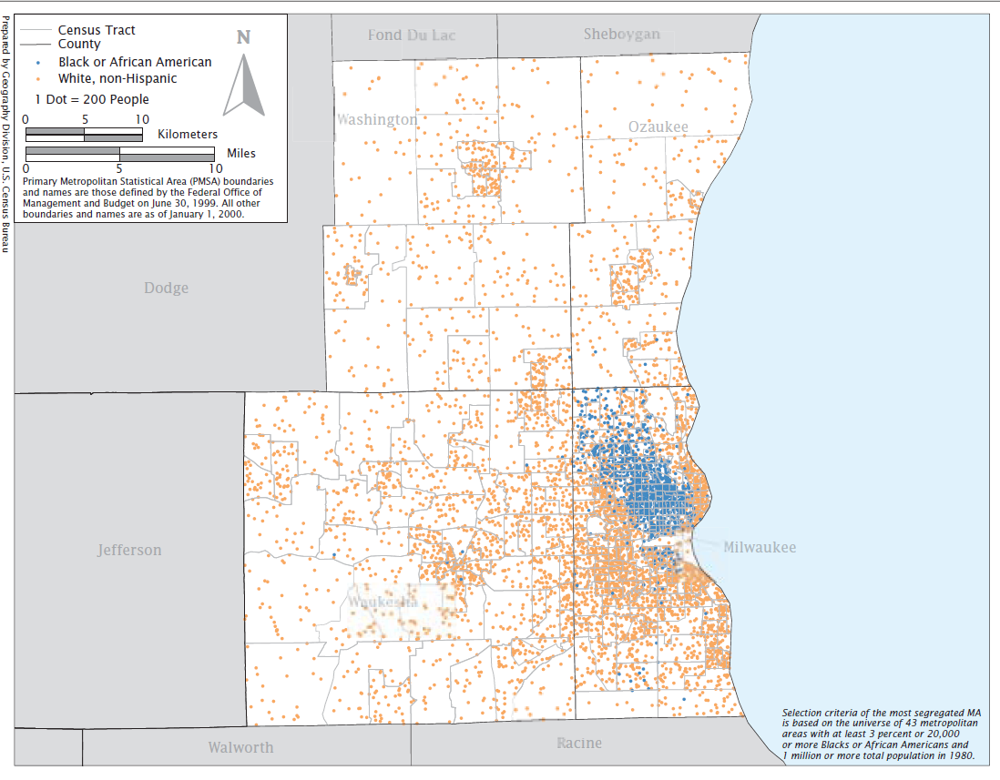 Prepared by Geography Division, U.S. Census Bureau
Census Tract
County
Black or African American
White, non-Hispanic
1 Dot = 200 People
0 5 10
Kilometers
Miles
0 5 10
Primary Metropolitan Statistical Area (PMSA) boundaries
and names are those defined by the Federal Office of
Management and Budget on June 30, 1999. All other
boundaries and names are as of January 1, 2000.
N
Fond Du Lac
Sheboygan
Washington
Ozaukee
Dodge
Jefferson
Milwaukee
Waukesha
Walworth
Racine
Selection criteria of the most segregated MA
is based on the universe of 43 metropolitan
areas with at least 3 percent or 20,000
or more Blacks or African Americans and
1 million or more total population in 1980.